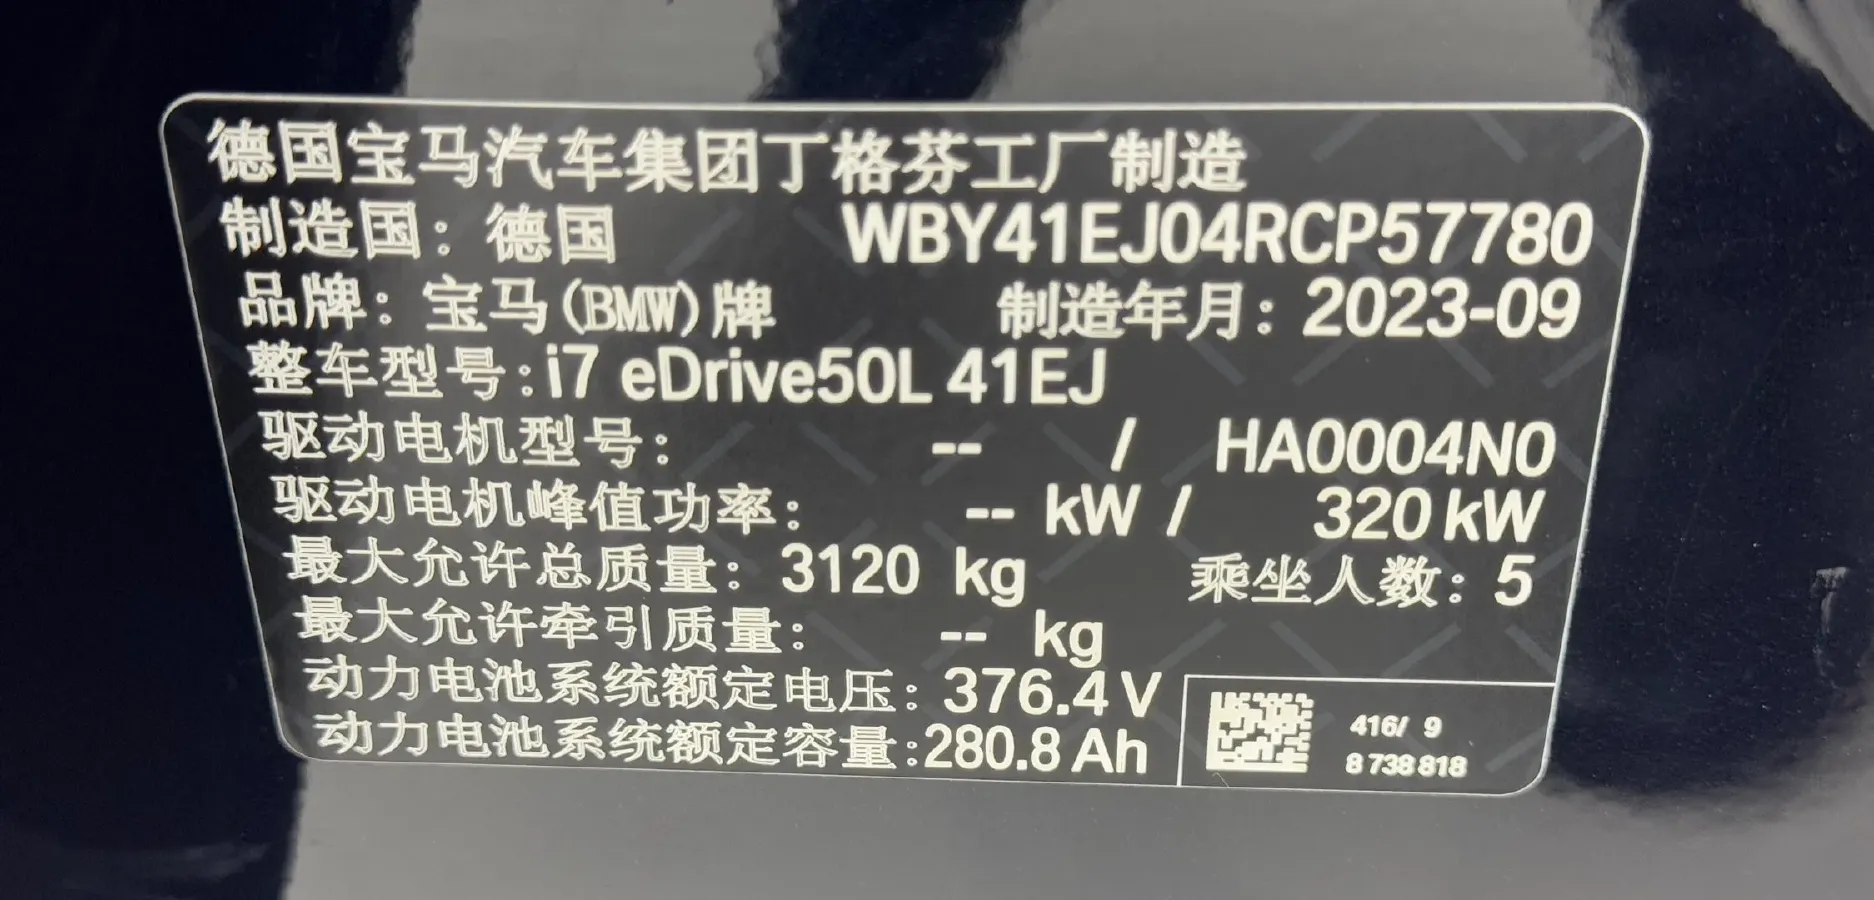 德国宝马汽车集团丁格芬工厂制造
制造国：德国 WBY41EJ04RCP57780
品牌：宝马(BMW)牌 制造年月：2023-09
整车型号：i7 eDrive50L 41EJ
驱动电机型号： -- / HA0004N0
驱动电机峰值功率： -- kW / 320 kW
最大允许总质量：3120 kg 乘坐人数：5
最大允许牵引质量： -- kg
动力电池系统额定电压：376.4 V
动力电池系统额定容量：280.8 Ah
416/ 9
8 738 818